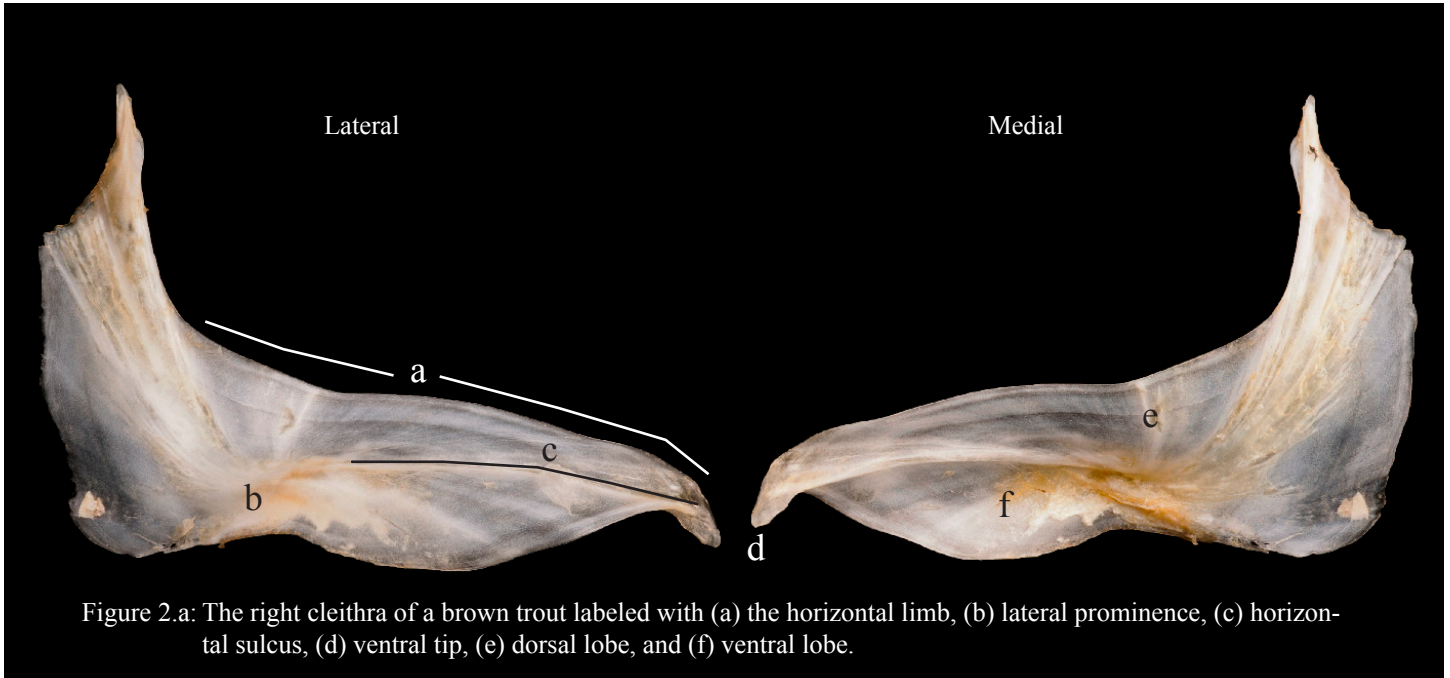 Lateral
Medial
a
c
e
b
f
d
Figure 2.a: The right cleithra of a brown trout labeled with (a) the horizontal limb, (b) lateral prominence, (c) horizon-
tal sulcus, (d) ventral tip, (e) dorsal lobe, and (f) ventral lobe.